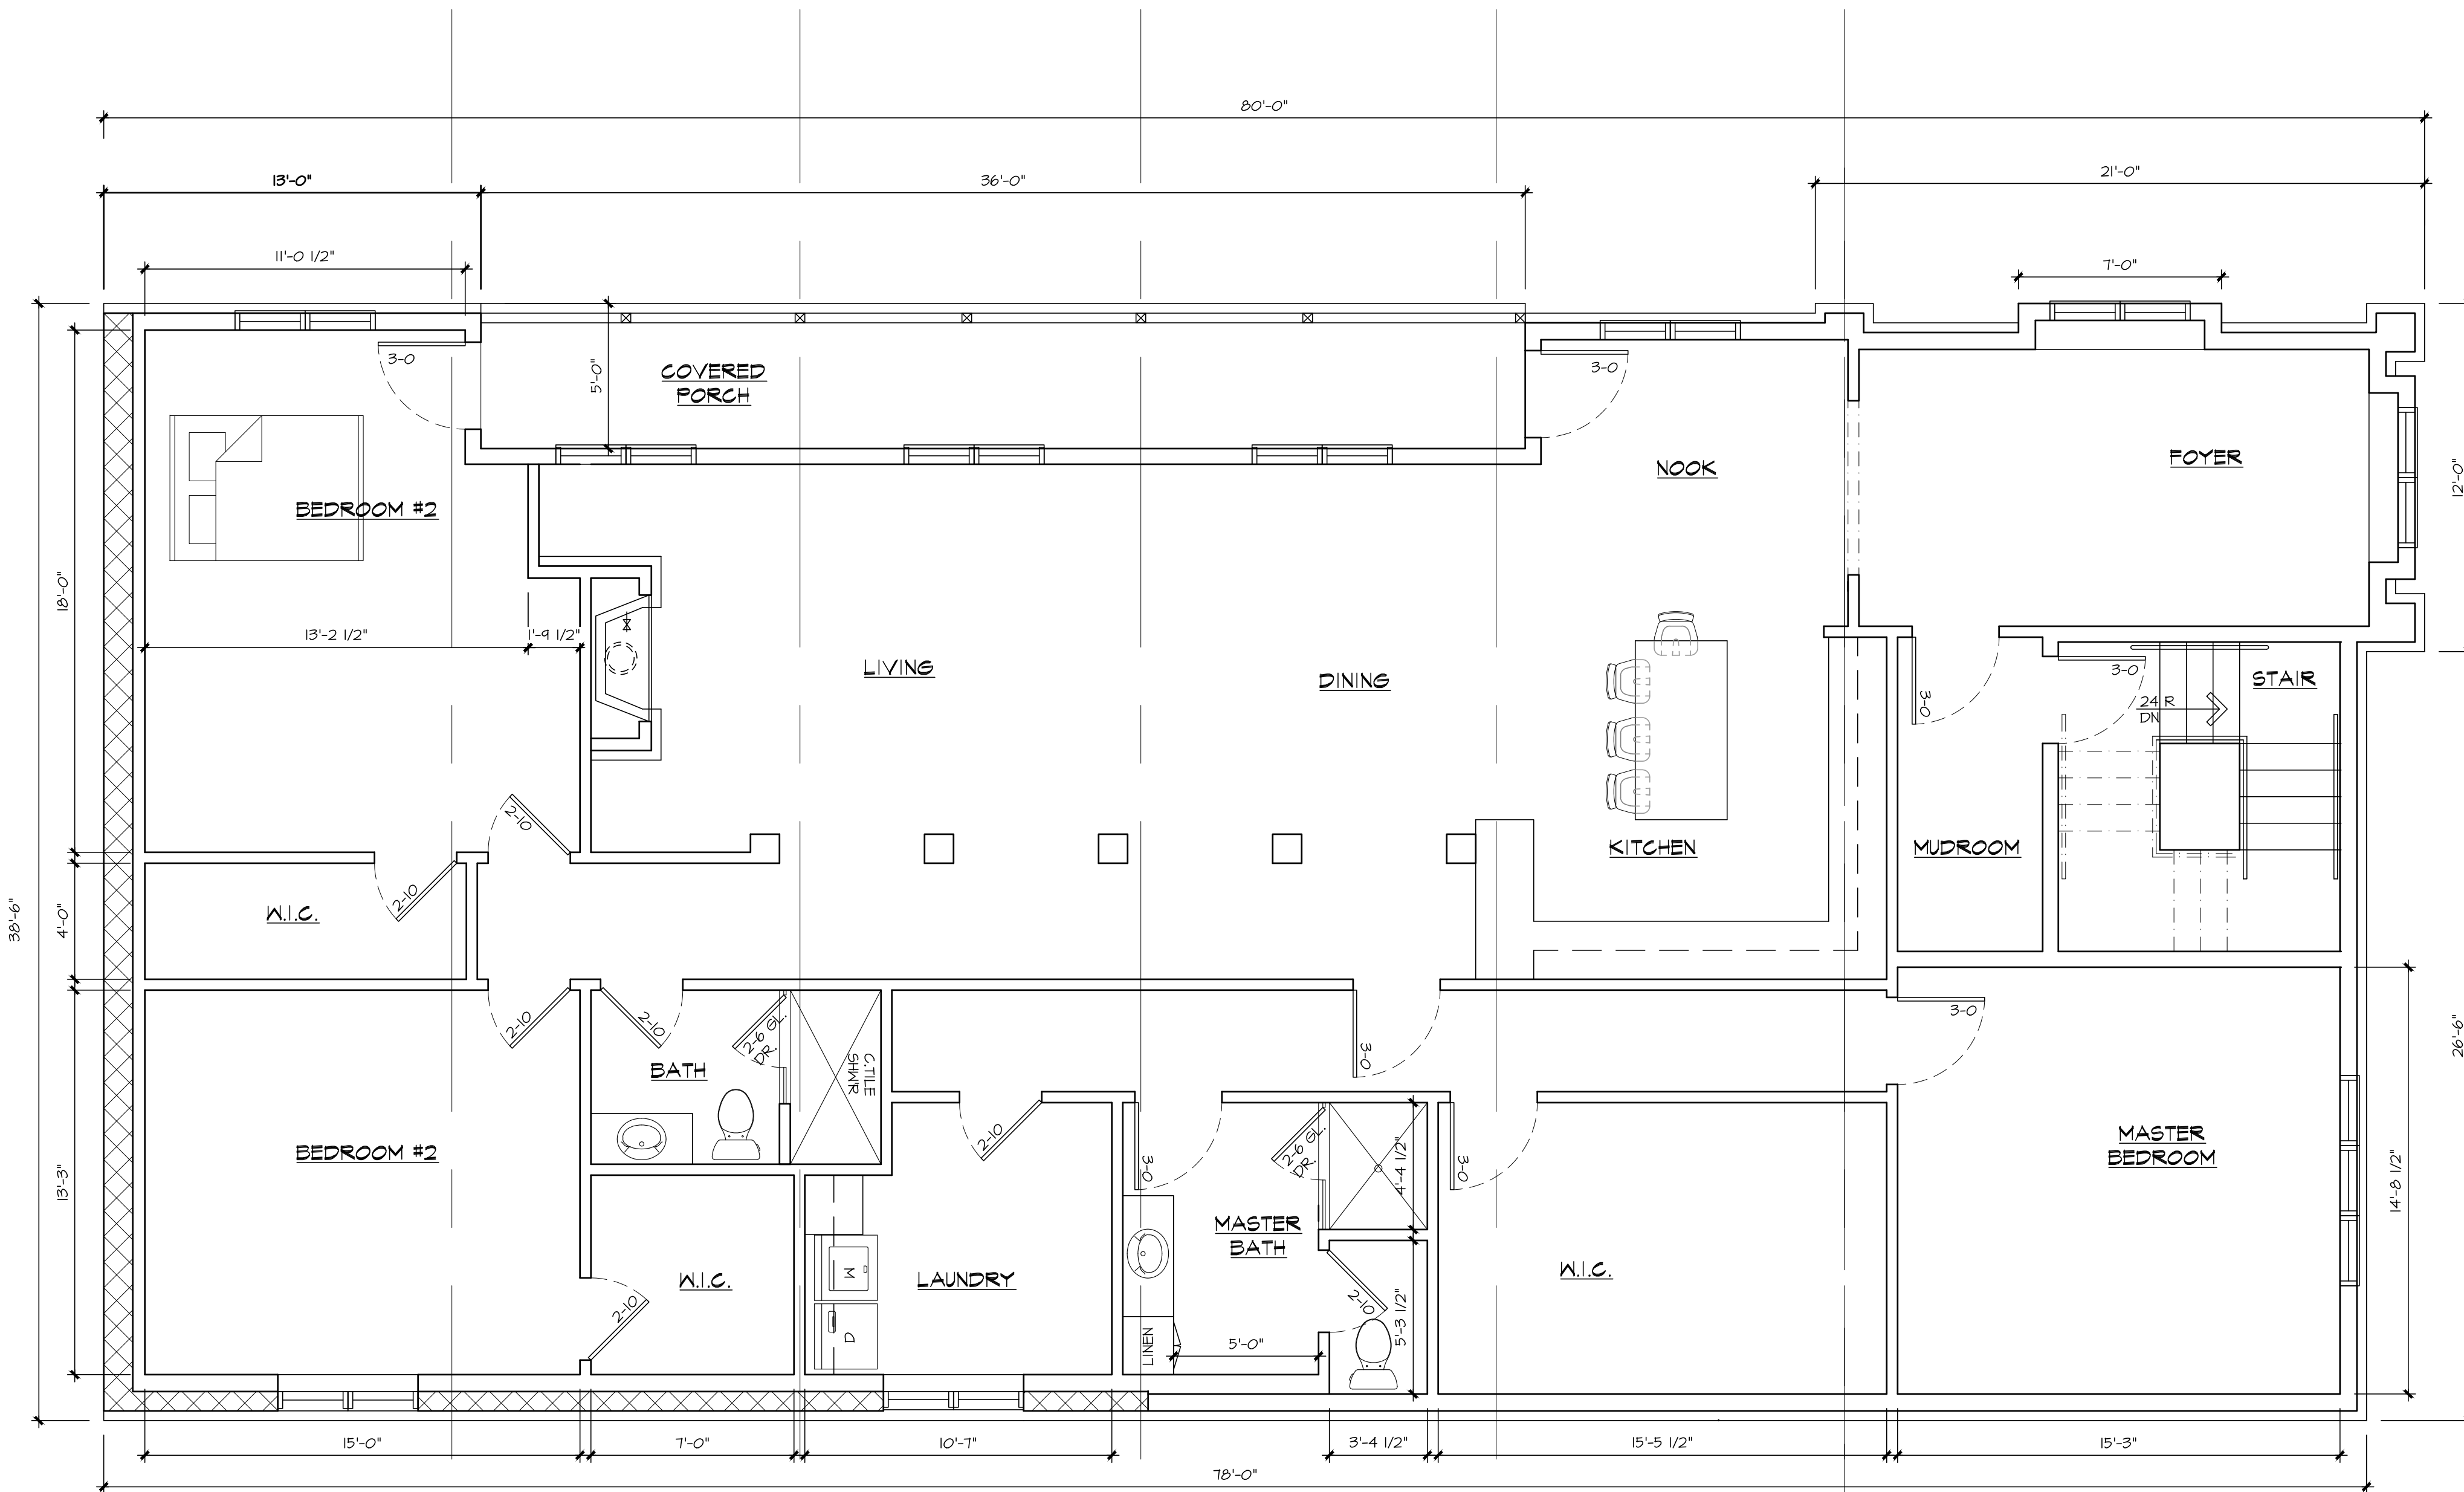 80'-0"
13'-0"
36'-0"
21'-0"
11'-0 1/2"
7'-0"
3-0
COVERED
PORCH
5'-0"
3-0
NOOK
FOYER
12'-0"
BEDROOM #2
18'-0"
13'-2 1/2"
1'-9 1/2"
LIVING
DINING
3-0
3-0
STAIR
24 R
DN
2-10
KITCHEN
MUDROOM
2-10
W.I.C.
4'-0"
38'-6"
2-10
2-10
2-6 GL.
DR.
C.TILE
SHWR
BATH
3-0
3-0
26'-6"
BEDROOM #2
13'-3"
2-10
3-0
2-6 GL.
DR.
4'-4 1/2"
3-0
MASTER
BEDROOM
14'-8 1/2"
MASTER
BATH
W.I.C.
LAUNDRY
W.I.C.
M
D
2-10
2-10
5'-3 1/2"
LINEN
5'-0"
15'-0"
7'-0"
10'-7"
3'-4 1/2"
15'-5 1/2"
15'-3"
78'-0"